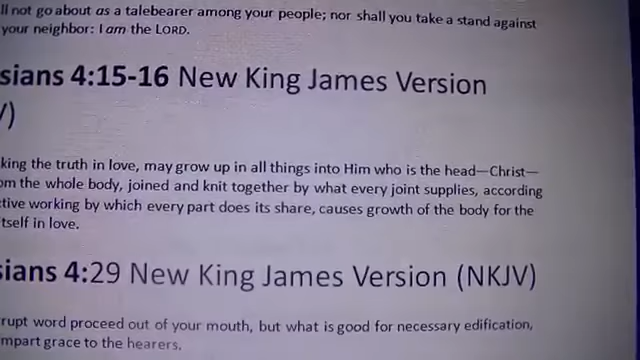 ll not go about as a talebearer among your people; nor shall you take a stand against
your neighbor: I am the LORD.
sians 4:15-16 New King James Version
V)
king the truth in love, may grow up in all things into Him who is the head—Christ—
om the whole body, joined and knit together by what every joint supplies, according
ctive working by which every part does its share, causes growth of the body for the
tself in love.
sians 4:29 New King James Version (NKJV)
rupt word proceed out of your mouth, but what is good for necessary edification,
mpart grace to the hearers.